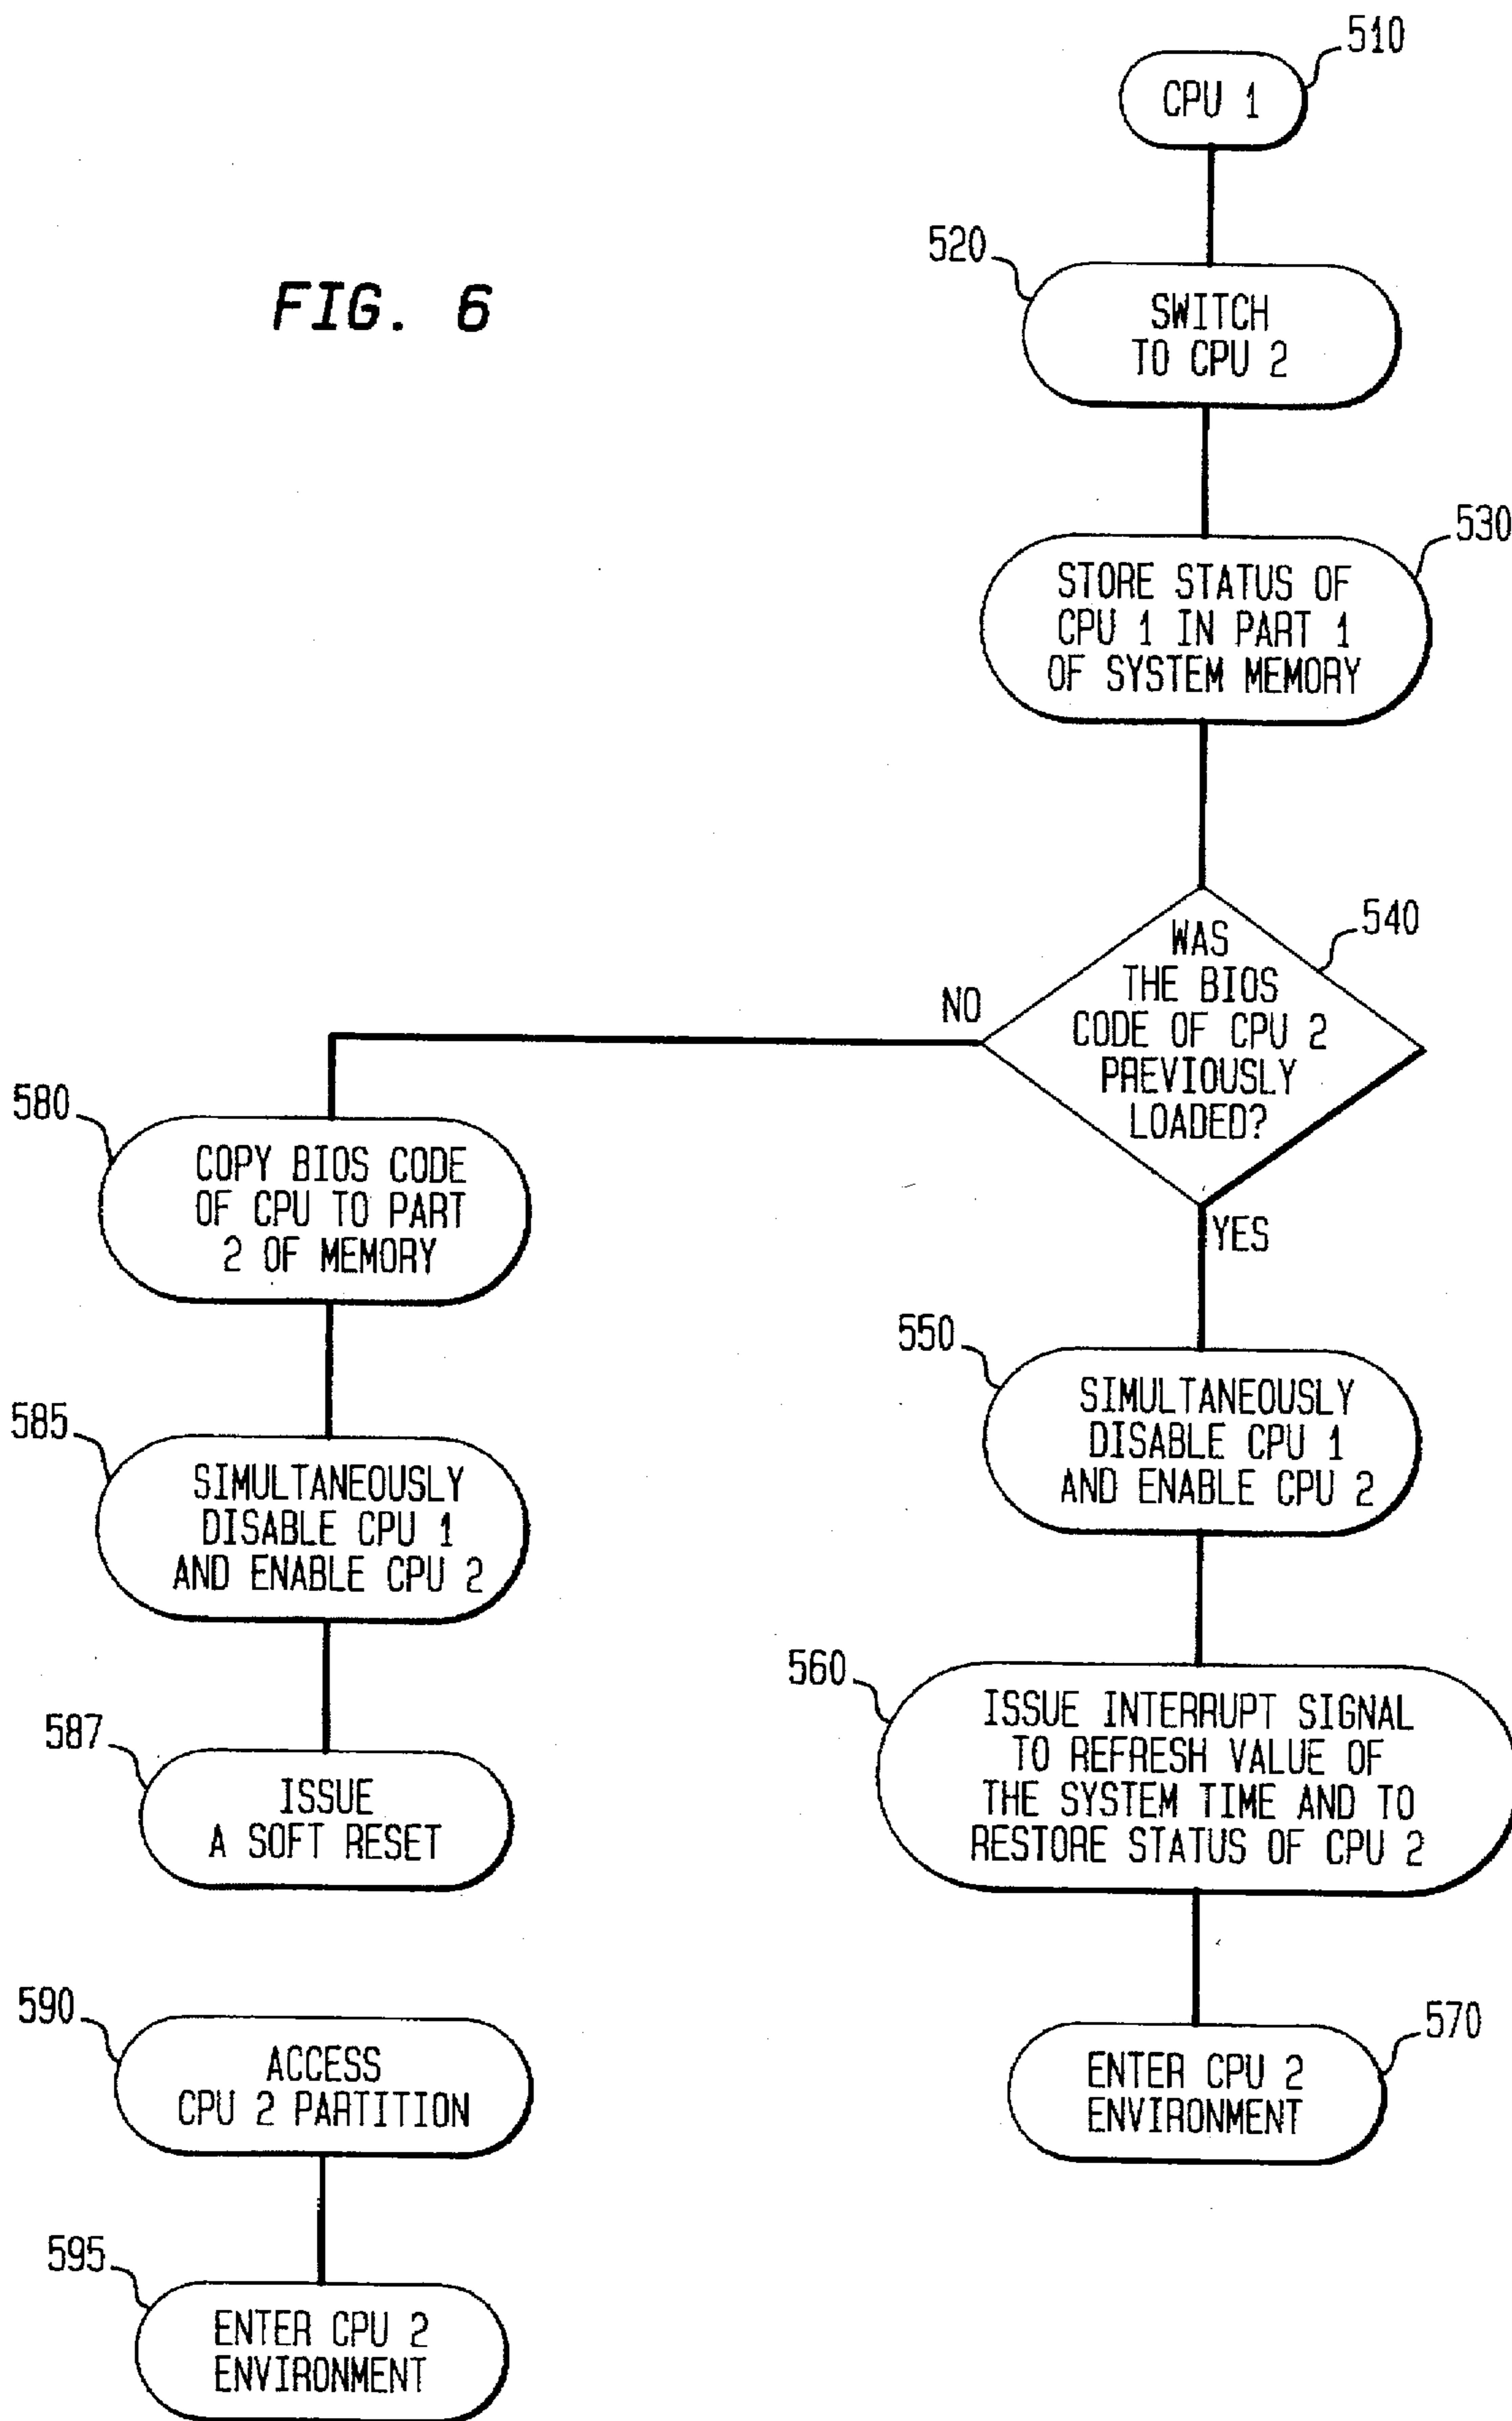 FIG. 6
510
CPU 1
520
SWITCH
TO CPU 2
530
STORE STATUS OF
CPU 1 IN PART 1
OF SYSTEM MEMORY
540
WAS
THE BIOS
CODE OF CPU 2
PREVIOUSLY
LOADED?
NO
YES
580
COPY BIOS CODE
OF CPU TO PART
2 OF MEMORY
585
SIMULTANEOUSLY
DISABLE CPU 1
AND ENABLE CPU 2
587
ISSUE
A SOFT RESET
590
ACCESS
CPU 2 PARTITION
595
ENTER CPU 2
ENVIRONMENT
550
SIMULTANEOUSLY
DISABLE CPU 1
AND ENABLE CPU 2
560
ISSUE INTERRUPT SIGNAL
TO REFRESH VALUE OF
THE SYSTEM TIME AND TO
RESTORE STATUS OF CPU 2
570
ENTER CPU 2
ENVIRONMENT